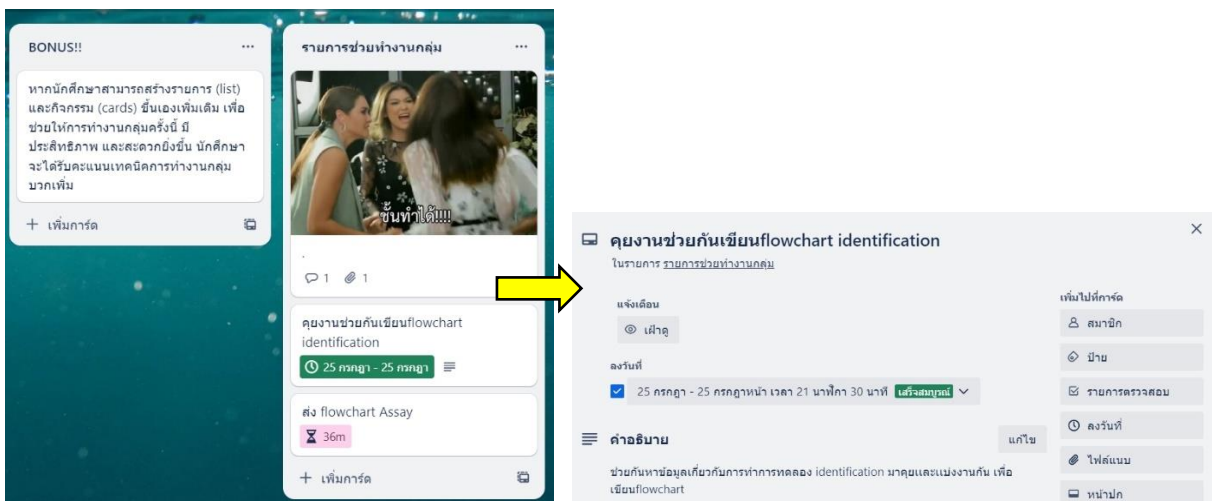 BONUS!!
หากนักศึกษาสามารถสร้างรายการ (list)
และกิจกรรม (cards) ขึ้นเองเพิ่มเติม เพื่อ
ช่วยให้การทำงานกลุ่มครั้งนี้ มี
ประสิทธิภาพ และสะดวกยิ่งขึ้น นักศึกษา
จะได้รับคะแนนเทคนิคการทำงานกลุ่ม
บวกเพิ่ม
+ เพิ่มการ์ด
รายการช่วยทำงานกลุ่ม
ชั้นทำได้!!!!
.
1 1
คุยงานช่วยกันเขียนflowchart
identification
25 กรกฎา - 25 กรกฎา
ส่ง flowchart Assay
36m
+ เพิ่มการ์ด
คุยงานช่วยกันเขียนflowchart identification
ในรายการ รายการช่วยทำงานกลุ่ม
แจ้งเตือน
เฝ้าดู
ลงวันที่
25 กรกฎา - 25 กรกฎาหน้า เวลา 21 นาฬิกา 30 นาที เสร็จสมบูรณ์
คำอธิบาย
แก้ไข
ช่วยกันหาข้อมูลเกี่ยวกับการทำการทดลอง identification มาคุยและแบ่งงานกัน เพื่อ
เขียนflowchart
เพิ่มไปที่การ์ด
สมาชิก
ป้าย
รายการตรวจสอบ
ลงวันที่
ไฟล์แนบ
หน้าปก